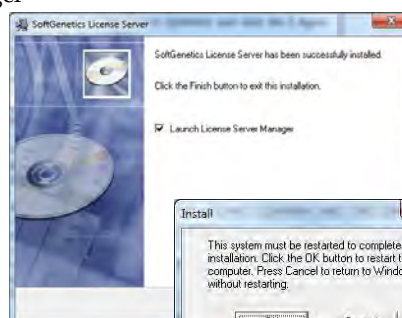 ger
SoftGenetics License Server
SoftGenetics License Server has been successfully installed.
Click the Finish button to exit this installation.
Launch License Server Manager
Install
This system must be restarted to complete
installation. Click the OK button to restart
computer. Press Cancel to return to
without restarting.